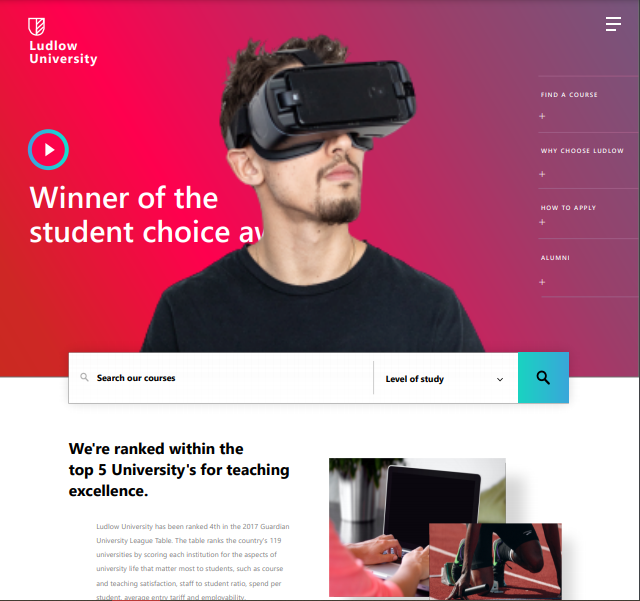 Ludlow
University
FIND A COURSE
+
WHY CHOOSE LUDLOW
+
HOW TO APPLY
+
ALUMNI
+
Winner of the
student choice
Search our courses
Level of study
We're ranked within the
top 5 University's for teaching
excellence.
Ludlow University has been ranked 4th in the 2017 Guardian
University League Table. The table ranks the country's 119
universities by scoring each institution for the aspects of
university life that matter most to students, such as course
and teaching satisfaction, staff to student ratio, spend per
student, average entry tariff and employability.